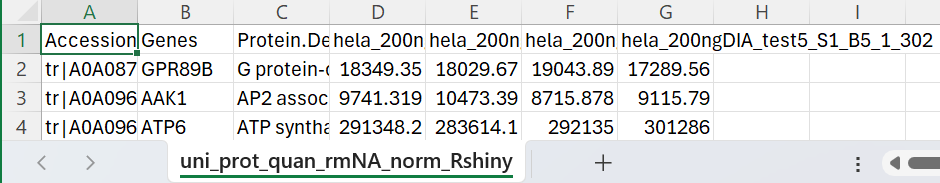 A B C D E F G H I
1 Accession Genes Protein.De hela_200n hela_200n hela_200n hela_200ngDIA_test5_S1_B5_1_302
2 tr|A0A087 GPR89B G protein-c 18349.35 18029.67 19043.89 17289.56
3 tr|A0A096 AAK1 AP2 assoc 9741.319 10473.39 8715.878 9115.79
4 tr|A0A096 ATP6 ATP syntha 291348.2 283614.1 292135 301286
uni_prot_quan_rmNA_norm_Rshiny